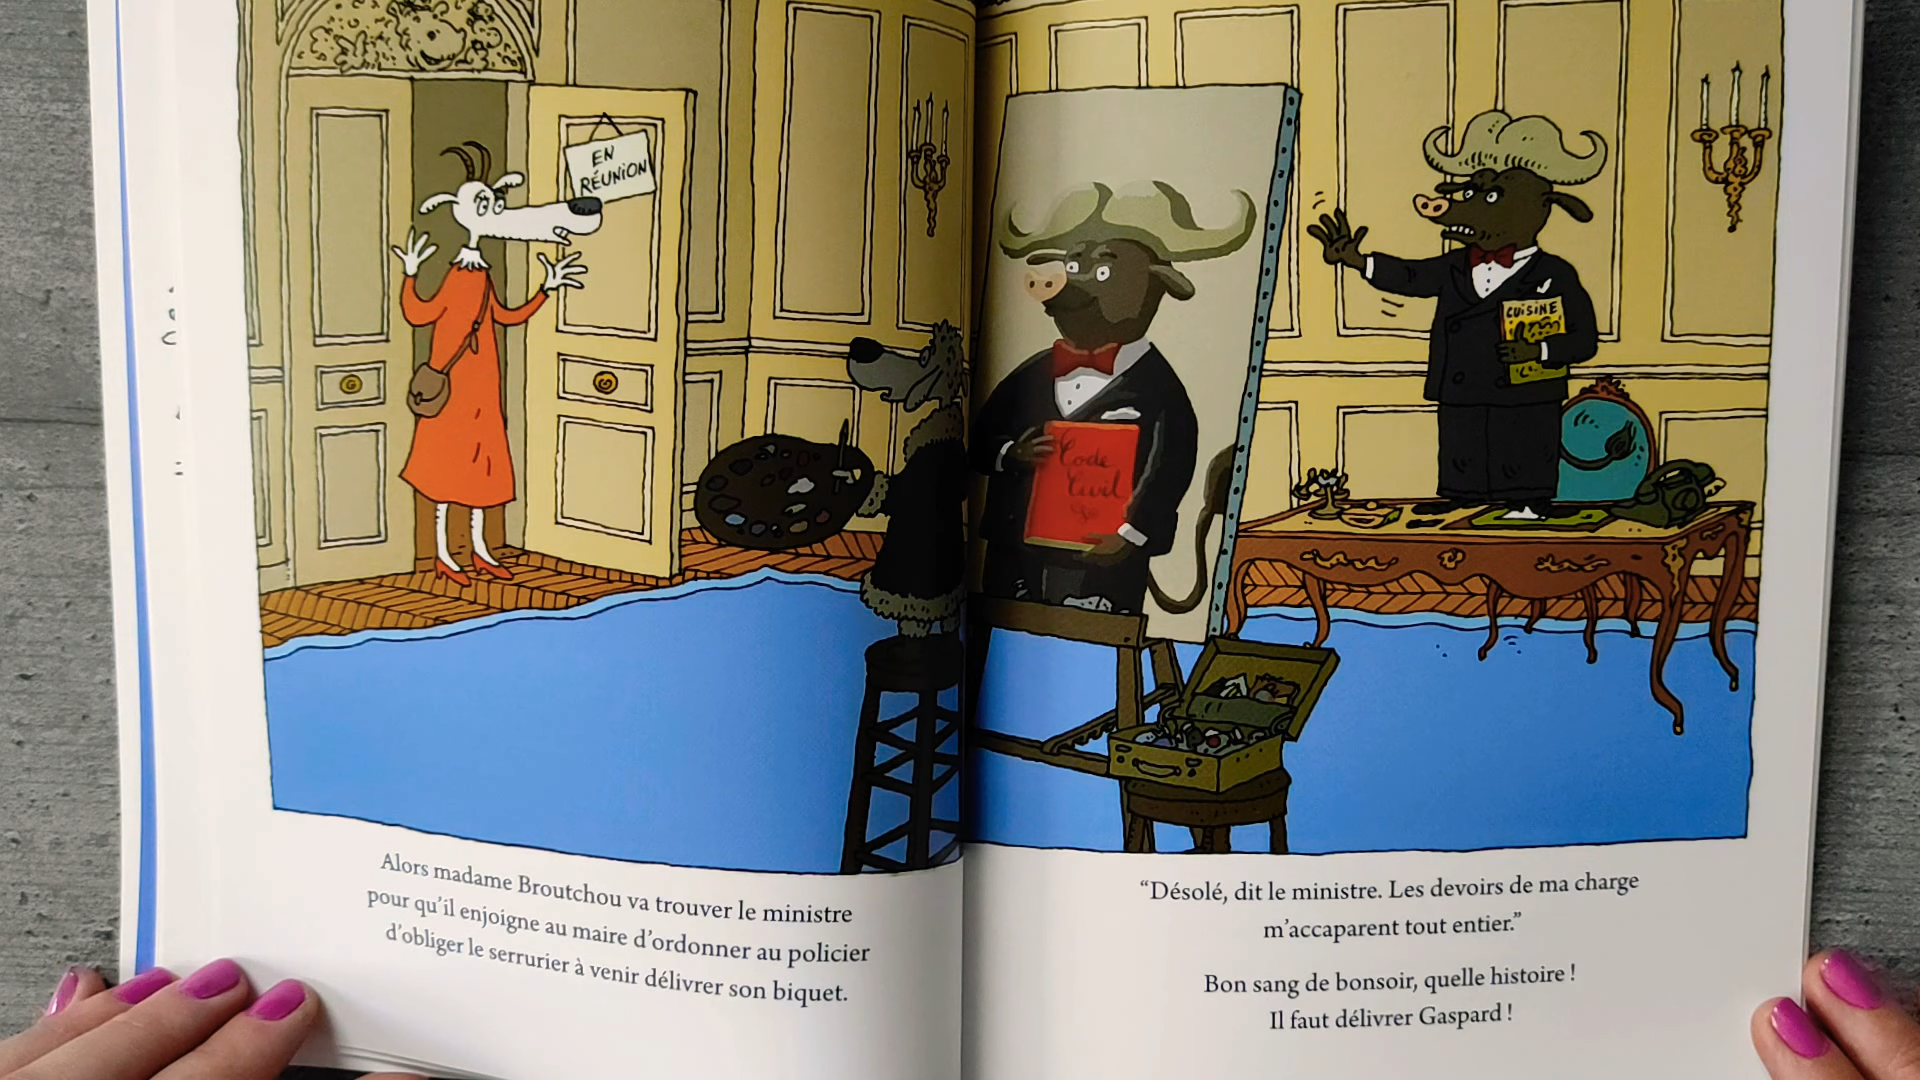 EN
RÉUNION
CUISINE
Code
Civil
Alors madame Broutchou va trouver le ministre
pour qu'il enjoigne au maire d'ordonner au policier
d'obliger le serrurier à venir délivrer son biquet.
“Désolé, dit le ministre. Les devoirs de ma charge
m'accaparent tout entier.”
Bon sang de bonsoir, quelle histoire !
Il faut délivrer Gaspard !